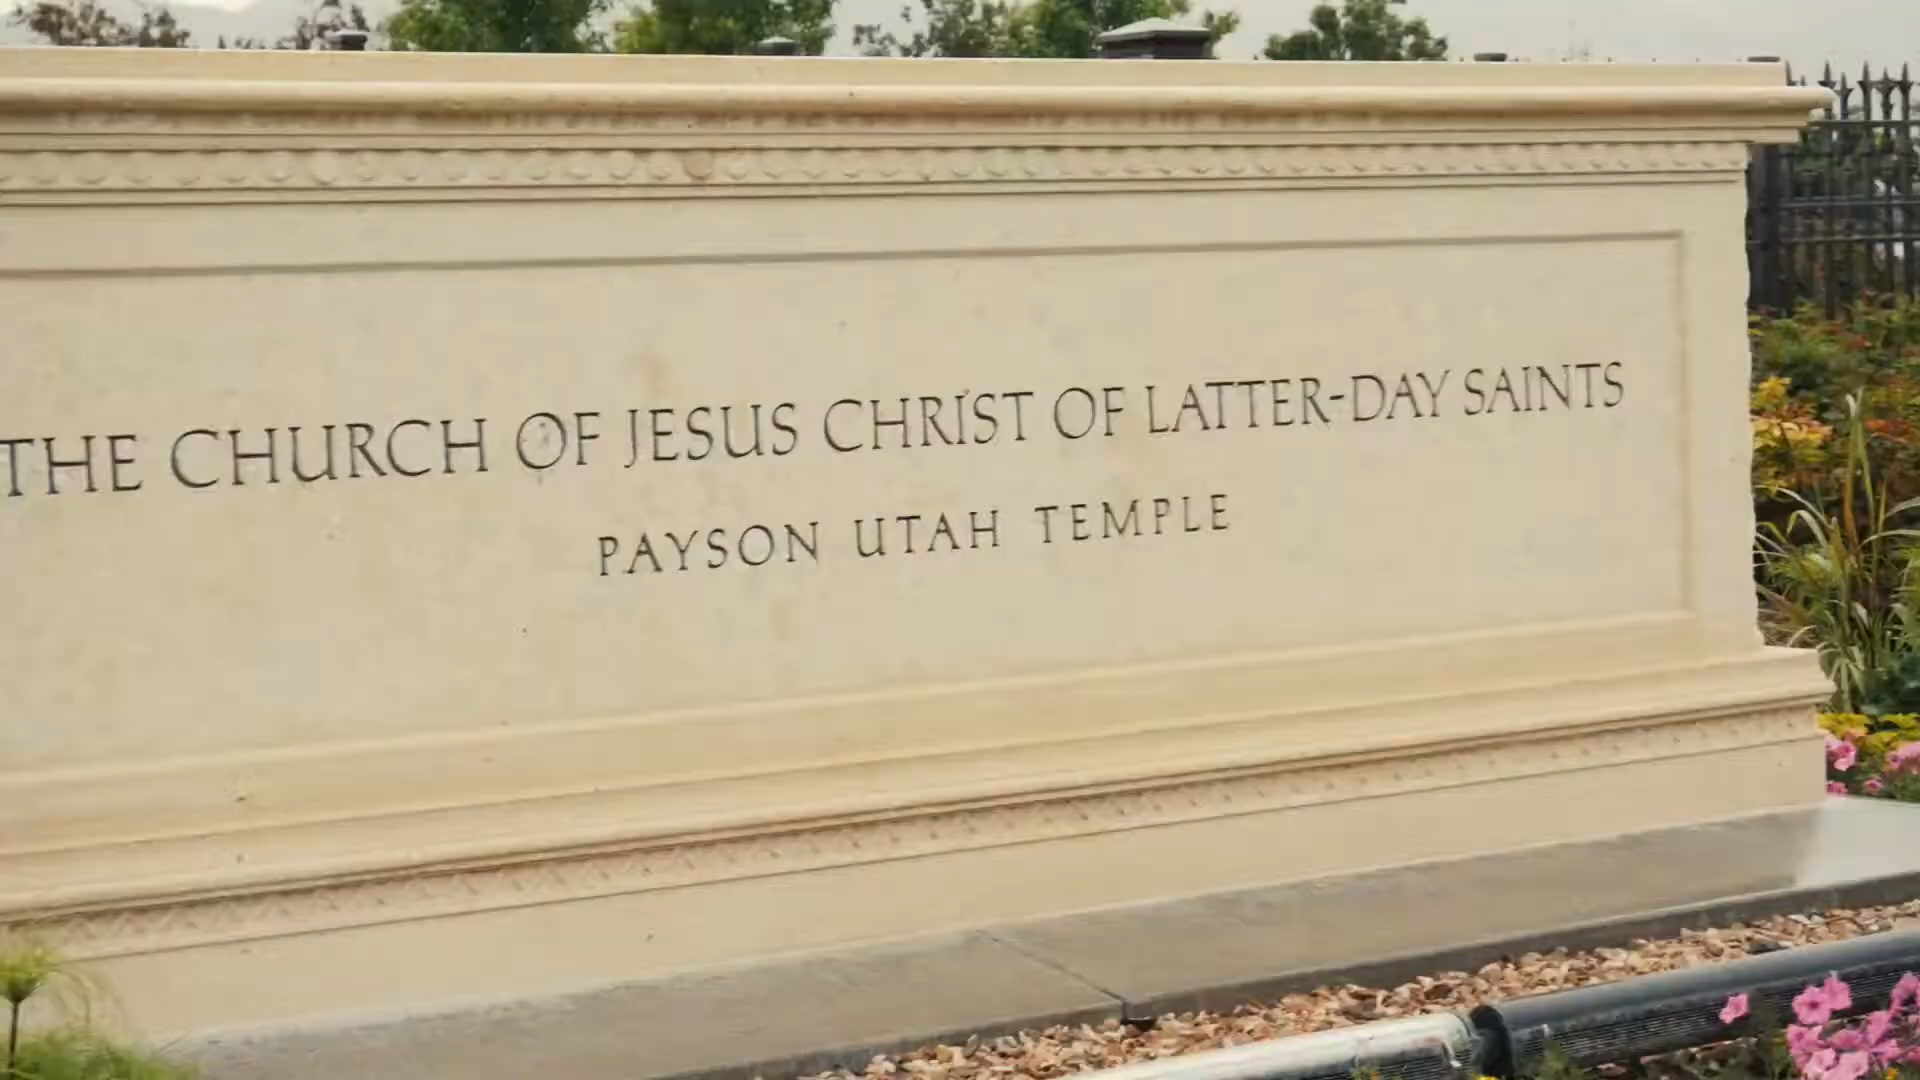 THE CHURCH OF JESUS CHRIST OF LATTER-DAY SAINTS
PAYSON UTAH TEMPLE